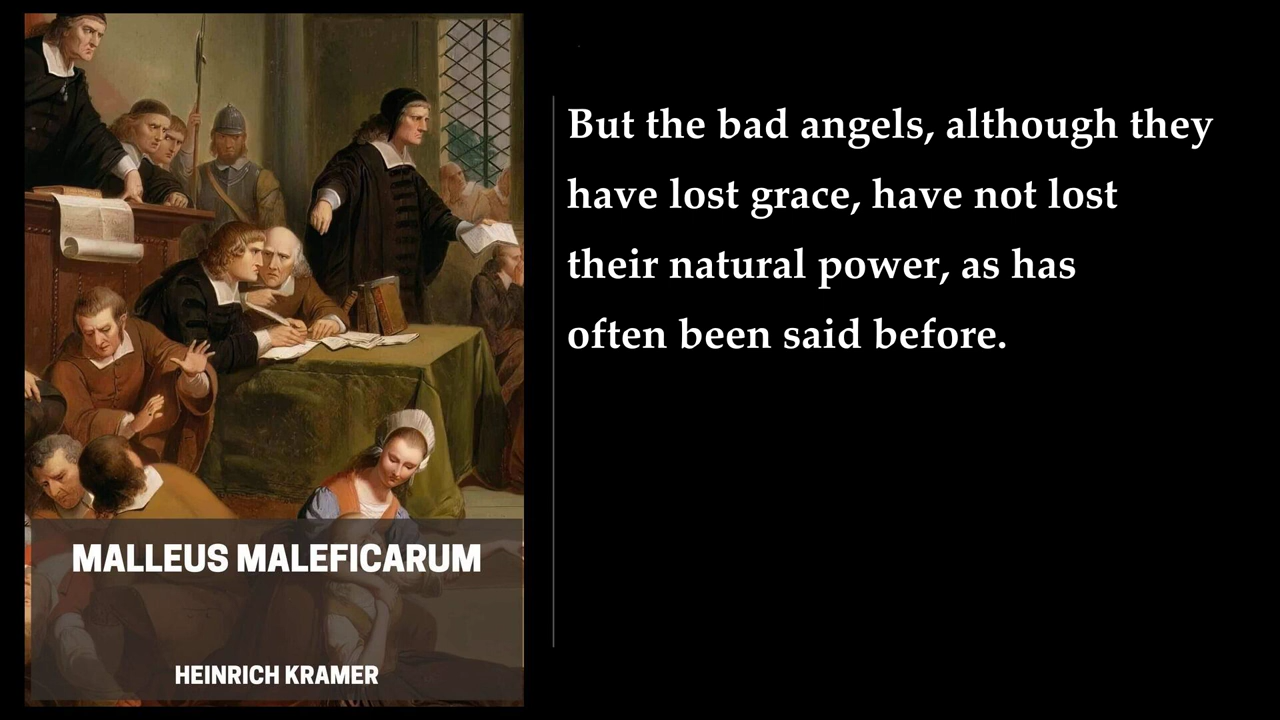 But the bad angels, although they
have lost grace, have not lost
their natural power, as has
often been said before.
MALLEUS MALEFICARUM
HEINRICH KRAMER